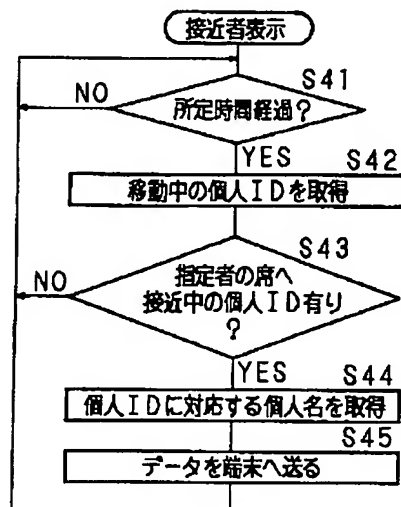 接近者表示
S41
NO
所定時間経過?
YES
S42
移動中の個人IDを取得
S43
NO
指定者の席へ
接近中の個人ID有り
?
YES
S44
個人IDに対応する個人名を取得
S45
データを端末へ送る